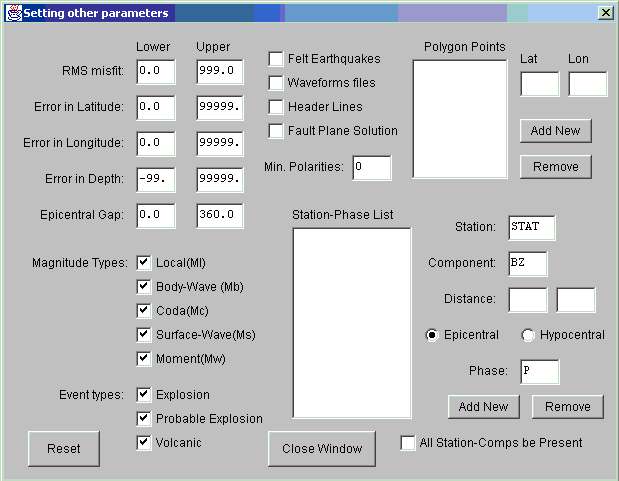 Setting other parameters
Lower Upper
RMS misfit: 0.0 999.0
Error in Latitude: 0.0 99999.
Error in Longitude: 0.0 99999.
Error in Depth: -99. 99999.
Epicentral Gap: 0.0 360.0
Felt Earthquakes
Waveforms files
Header Lines
Fault Plane Solution
Min. Polarities: 0
Polygon Points
Lat Lon
Add New
Remove
Magnitude Types: Local(Ml)
Body-Wave (Mb)
Coda(Mc)
Surface-Wave(Ms)
Moment(Mw)
Event types: Explosion
Probable Explosion
Volcanic
Station-Phase List
Station: STAT
Component: BZ
Distance:
Epicentral Hypocentral
Phase: P
Add New Remove
Reset
Close Window
All Station-Comps be Present